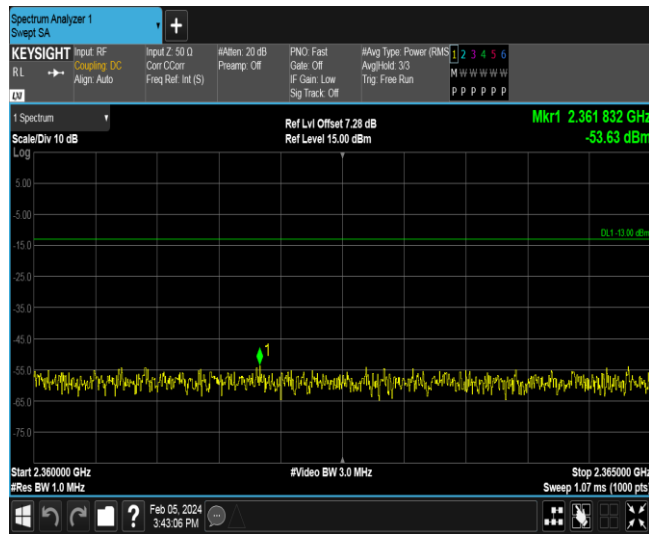 Spectrum Analyzer 1
Swept SA
KEYSIGHT Input: RF Input Z: 50 Ω #Atten: 20 dB PNO: Fast #Avg Type: Power (RMS 1 2 3 4 5 6
RL Coupling: DC Corr CCorr Preamp: Off Gate: Off Avg|Hold: 3/3 M W W W W W
Align: Auto Freq Ref: Int (S) IF Gain: Low Trig: Free Run
LXI Sig Track: Off P P P P P P
1 Spectrum Ref Lvl Offset 7.28 dB Mkr1 2.361 832 GHz
Scale/Div 10 dB Ref Level 15.00 dBm -53.63 dBm
Log
5.00
-5.00
DL1 -13.00 dBm
-15.0
-25.0
-35.0
-45.0
1
-55.0
-65.0
-75.0
Start 2.360000 GHz #Video BW 3.0 MHz Stop 2.365000 GHz
#Res BW 1.0 MHz Sweep 1.07 ms (1000 pts)
? Feb 05, 2024
3:43:06 PM